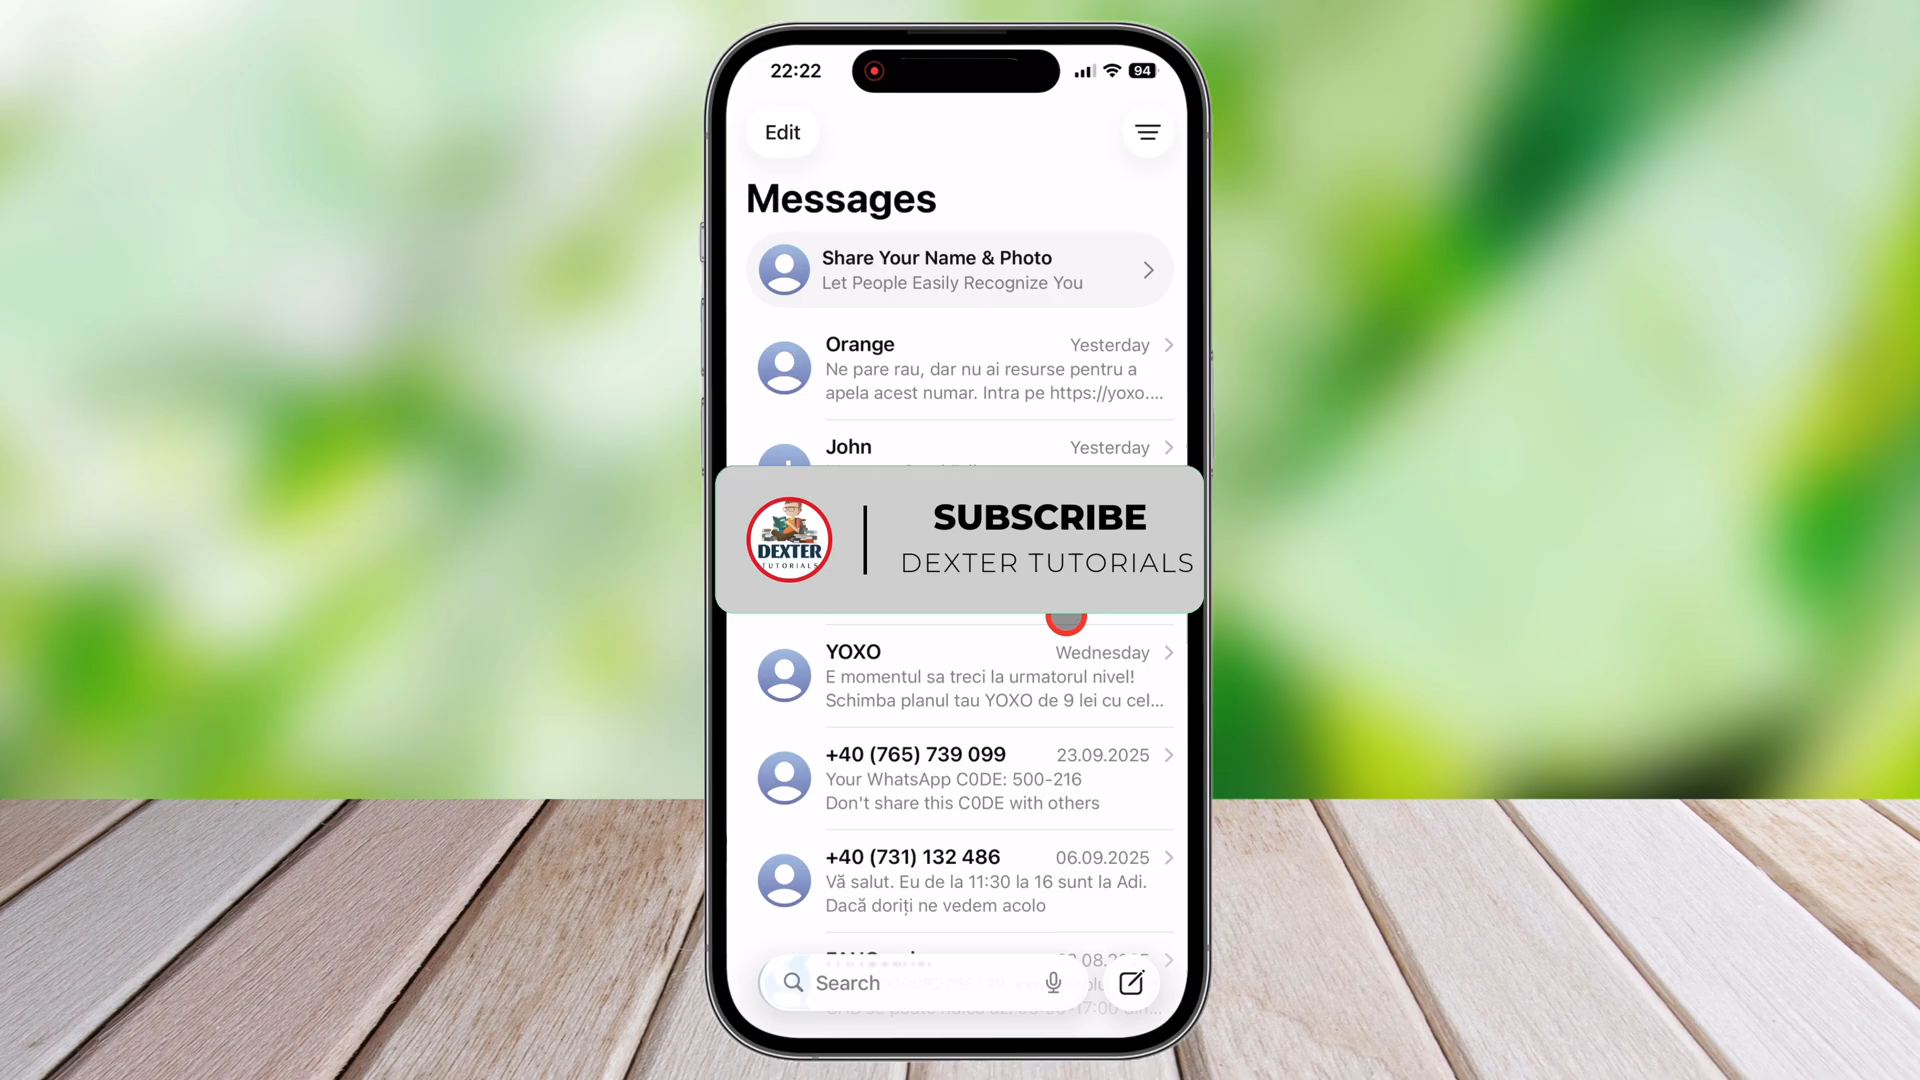 22:22
94
Edit
Messages
Share Your Name & Photo
Let People Easily Recognize You
Orange
Yesterday
Ne pare rau, dar nu ai resurse pentru a
apela acest numar. Intra pe https://yoxo....
John
Yesterday
SUBSCRIBE
DEXTER TUTORIALS
DEXTER
TUTORIALS
YOXO
Wednesday
E momentul sa treci la urmatorul nivel!
Schimba planul tau YOXO de 9 lei cu cel...
+40 (765) 739 099
23.09.2025
Your WhatsApp C0DE: 500-216
Don't share this C0DE with others
+40 (731) 132 486
06.09.2025
Vă salut. Eu de la 11:30 la 16 sunt la Adi.
Dacă doriți ne vedem acolo
Search